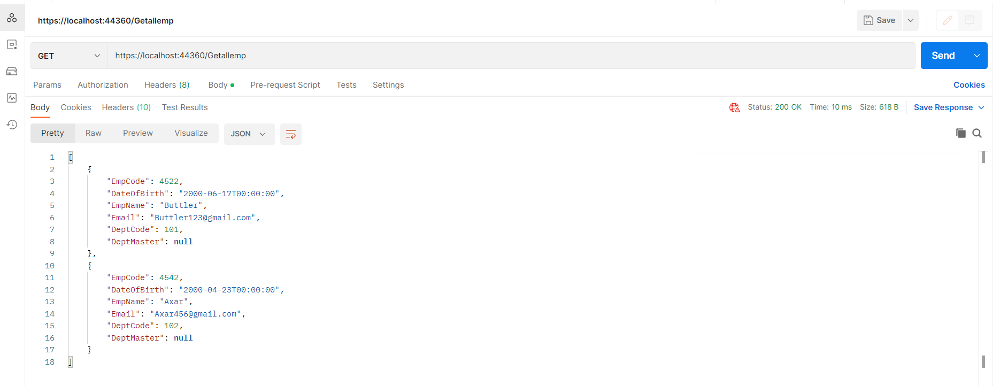 https://localhost:44360/Getallemp
Save
GET https://localhost:44360/Getallemp Send
Params Authorization Headers (8) Body Pre-request Script Tests Settings Cookies
Body Cookies Headers (10) Test Results Status: 200 OK Time: 10 ms Size: 618 B Save Response
Pretty Raw Preview Visualize JSON
1 [
2 {
3 "EmpCode": 4522,
4 "DateOfBirth": "2000-06-17T00:00:00",
5 "EmpName": "Buttler",
6 "Email": "Buttler123@gmail.com",
7 "DeptCode": 101,
8 "DeptMaster": null
9 },
10 {
11 "EmpCode": 4542,
12 "DateOfBirth": "2000-04-23T00:00:00",
13 "EmpName": "Axar",
14 "Email": "Axar456@gmail.com",
15 "DeptCode": 102,
16 "DeptMaster": null
17 }
18 ]